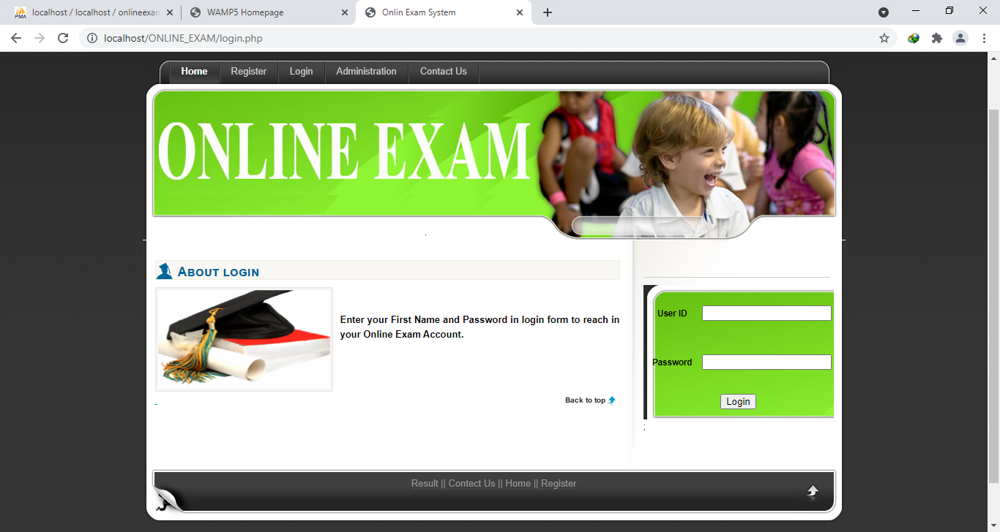 PMA localhost / localhost / onlineexam
WAMP5 Homepage
Onlin Exam System
localhost/ONLINE_EXAM/login.php
Home Register Login Administration Contact Us
ONLINE EXAM
.
About login
Enter your First Name and Password in login form to reach in
your Online Exam Account.
Back to top
-
User ID
Password
Login
;
Result || Contect Us || Home || Register